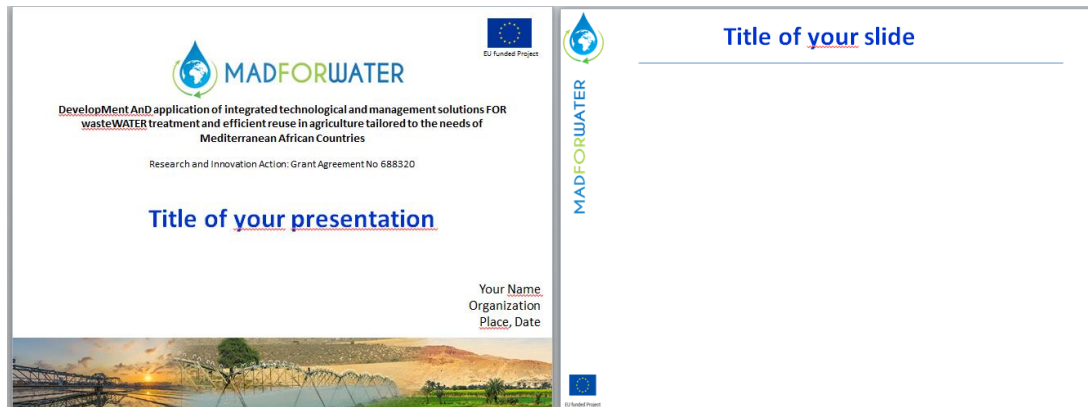 EU funded Project
MADFORWATER
DevelopMent AnD application of integrated technological and management solutions FOR
wasteWATER treatment and efficient reuse in agriculture tailored to the needs of
Mediterranean African Countries
Research and Innovation Action: Grant Agreement No 688320
Title of your presentation
Your Name
Organization
Place, Date
Title of your slide
MADFORWATER
EU funded Project